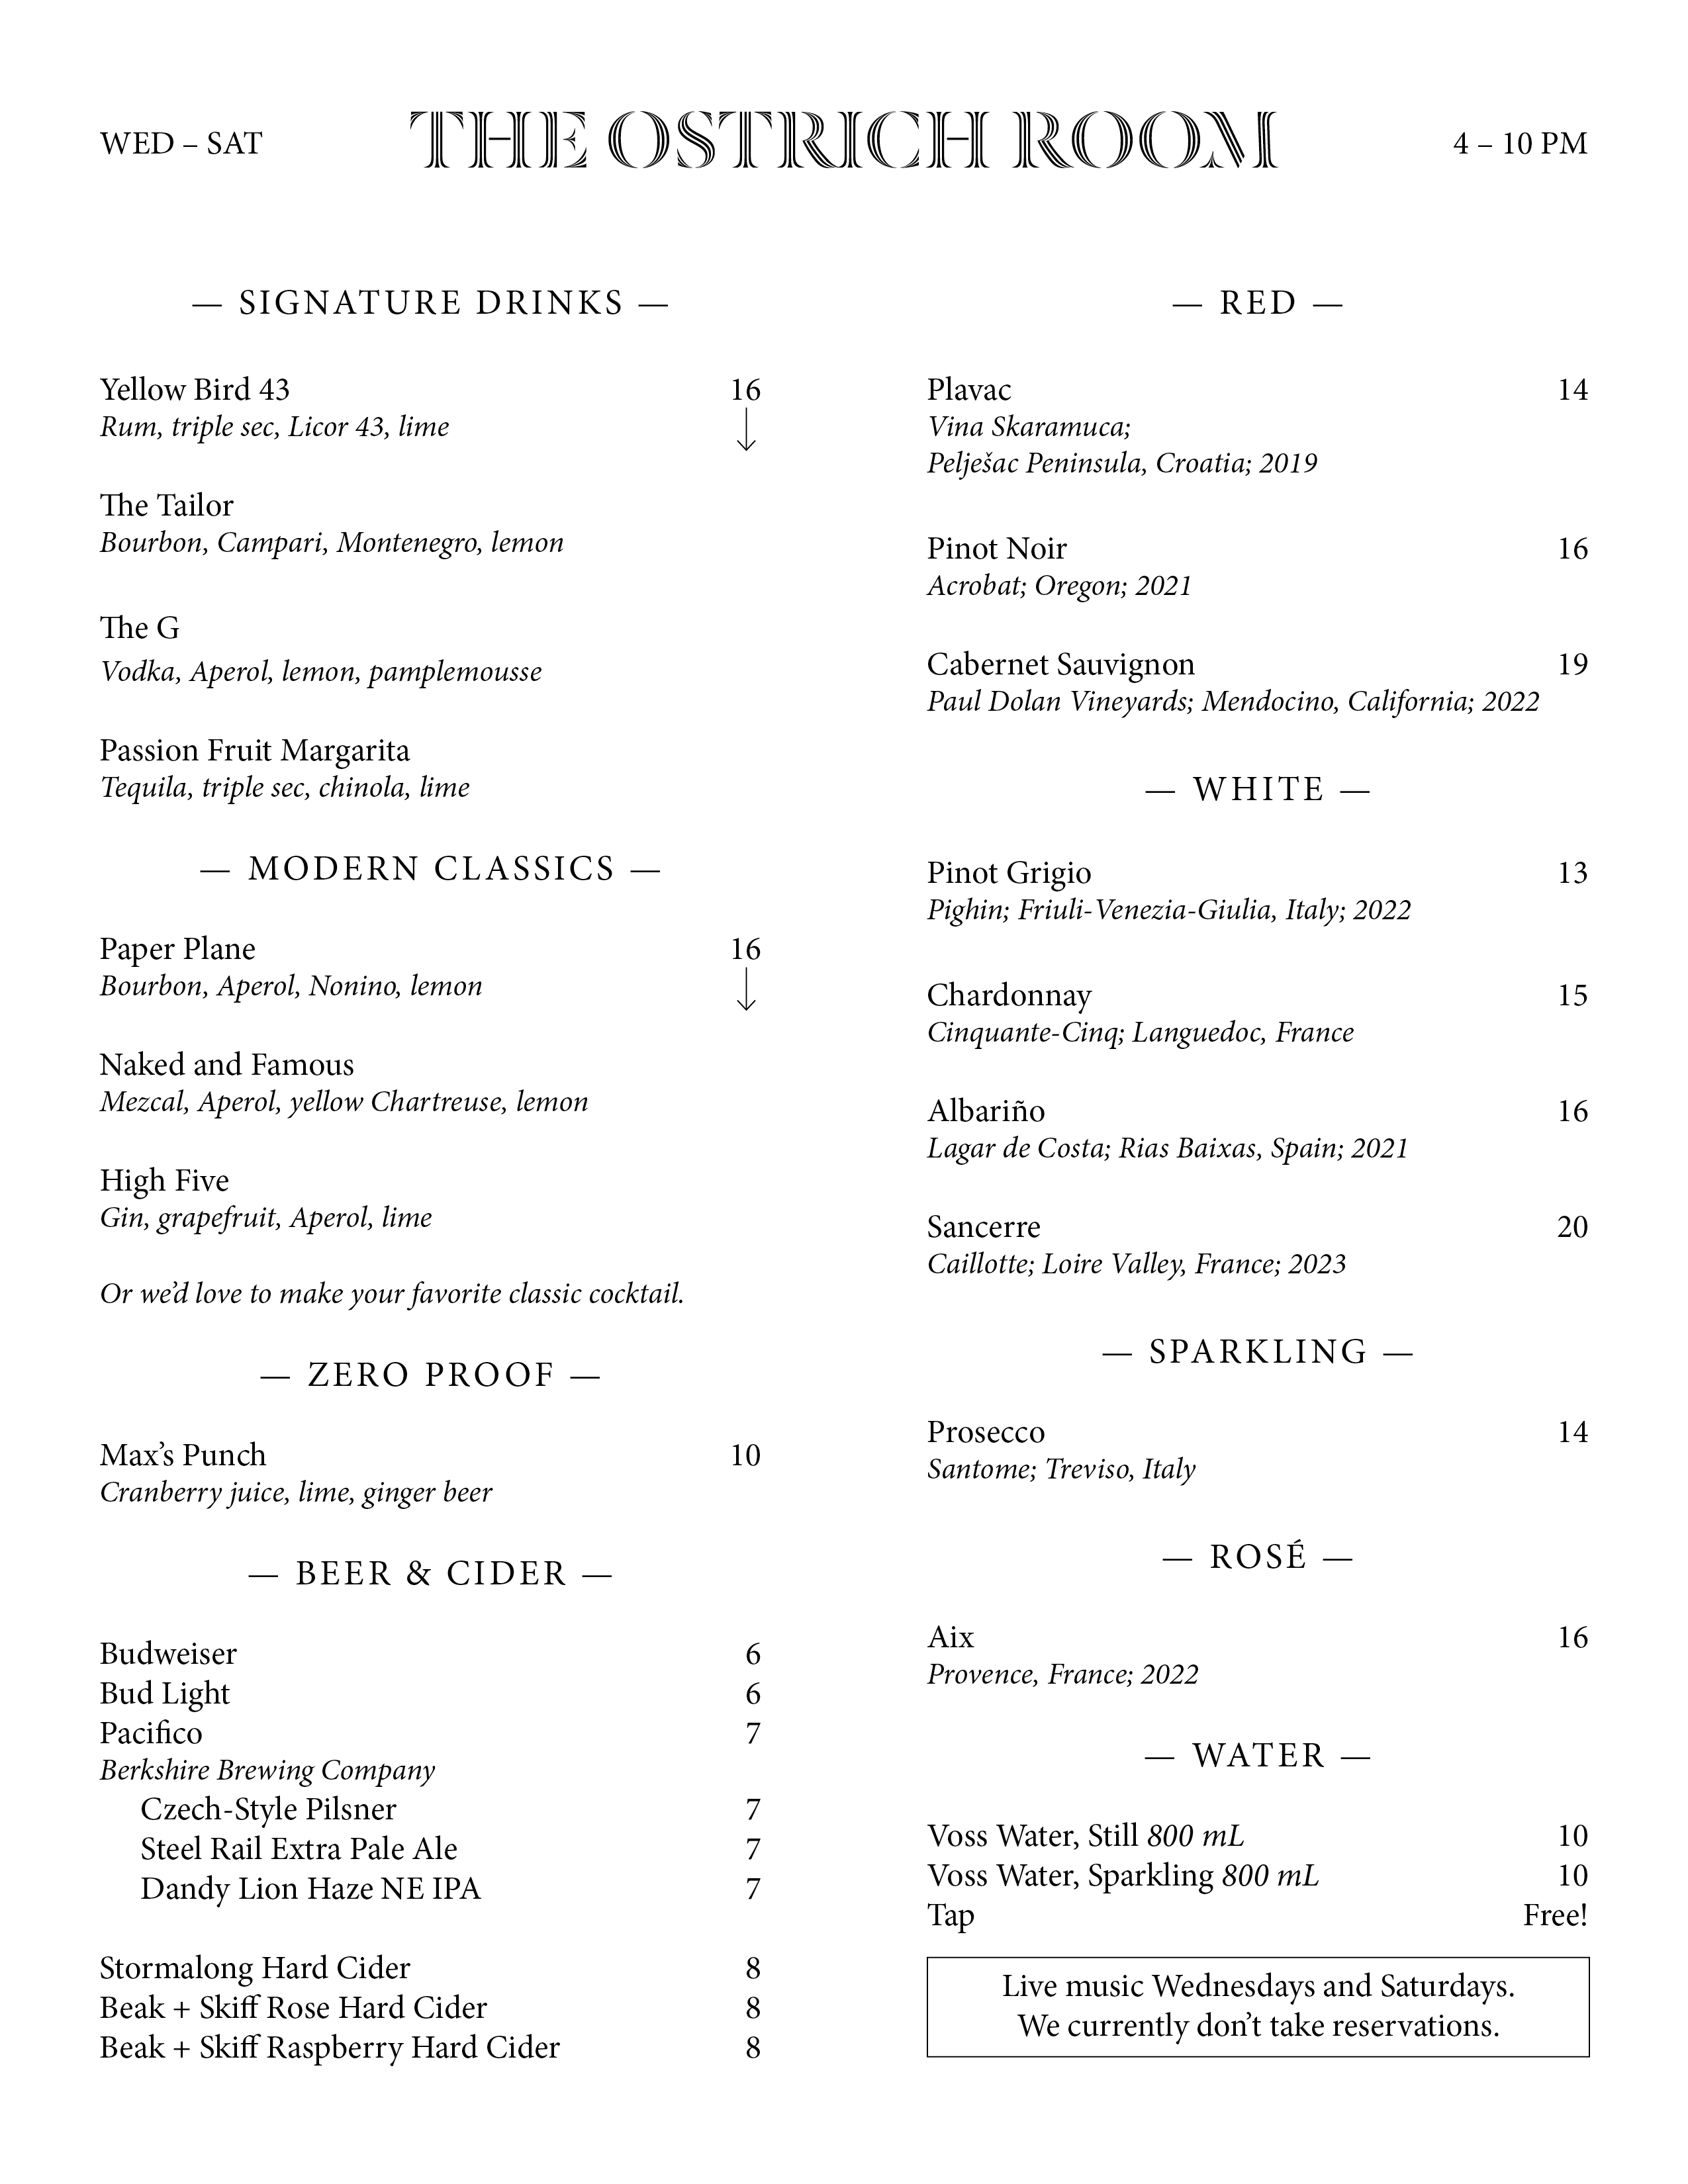 WED – SAT
THE OSTRICH ROOM
4 – 10 PM
— SIGNATURE DRINKS —
Yellow Bird 43 16
Rum, triple sec, Licor 43, lime
↓
The Tailor
Bourbon, Campari, Montenegro, lemon
The G
Vodka, Aperol, lemon, pamplemousse
Passion Fruit Margarita
Tequila, triple sec, chinola, lime
— MODERN CLASSICS —
Paper Plane 16
Bourbon, Aperol, Nonino, lemon
↓
Naked and Famous
Mezcal, Aperol, yellow Chartreuse, lemon
High Five
Gin, grapefruit, Aperol, lime
Or we’d love to make your favorite classic cocktail.
— ZERO PROOF —
Max’s Punch 10
Cranberry juice, lime, ginger beer
— BEER & CIDER —
Budweiser 6
Bud Light 6
Pacifico 7
Berkshire Brewing Company
Czech-Style Pilsner 7
Steel Rail Extra Pale Ale 7
Dandy Lion Haze NE IPA 7
Stormalong Hard Cider 8
Beak + Skiff Rose Hard Cider 8
Beak + Skiff Raspberry Hard Cider 8
— RED —
Plavac 14
Vina Skaramuca;
Pelješac Peninsula, Croatia; 2019
Pinot Noir 16
Acrobat; Oregon; 2021
Cabernet Sauvignon 19
Paul Dolan Vineyards; Mendocino, California; 2022
— WHITE —
Pinot Grigio 13
Pighin; Friuli-Venezia-Giulia, Italy; 2022
Chardonnay 15
Cinquante-Cinq; Languedoc, France
Albariño 16
Lagar de Costa; Rias Baixas, Spain; 2021
Sancerre 20
Caillotte; Loire Valley, France; 2023
— SPARKLING —
Prosecco 14
Santome; Treviso, Italy
— ROSÉ —
Aix 16
Provence, France; 2022
— WATER —
Voss Water, Still 800 mL 10
Voss Water, Sparkling 800 mL 10
Tap Free!
Live music Wednesdays and Saturdays.
We currently don’t take reservations.